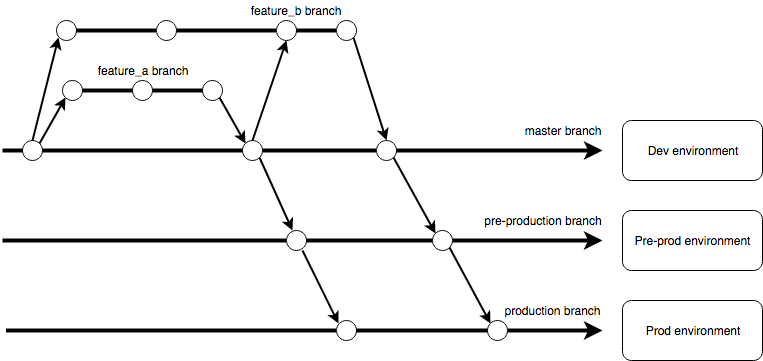 feature_b branch
feature_a branch
master branch
Dev environment
pre-production branch
Pre-prod environment
production branch
Prod environment